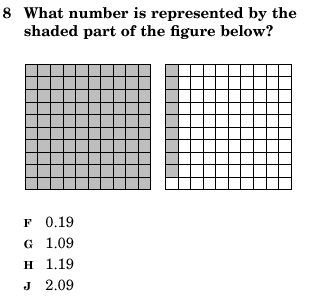 8 What number is represented by the
shaded part of the figure below?
F 0.19
G 1.09
H 1.19
J 2.09